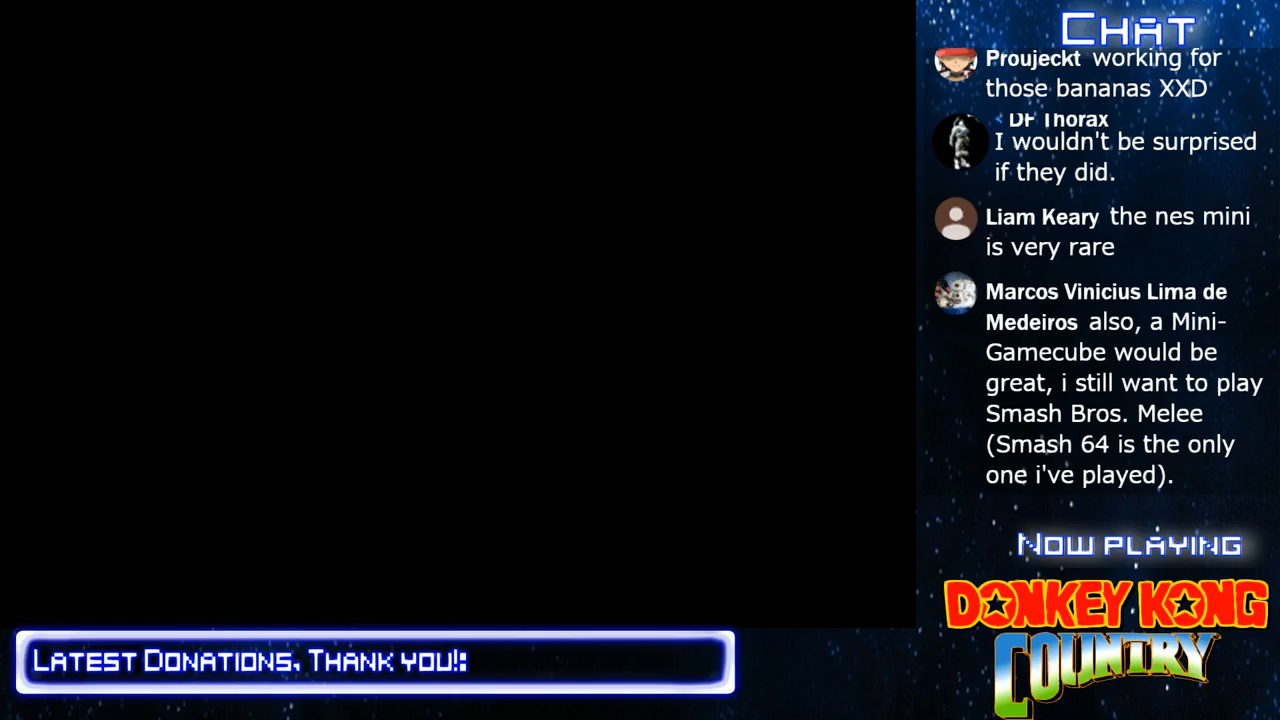 Chat
Proujeckt working for
those bananas XXD
DF Thorax
I wouldn't be surprised
if they did.
Liam Keary the nes mini
is very rare
Marcos Vinicius Lima de
Medeiros also, a Mini-
Gamecube would be
great, i still want to play
Smash Bros. Melee
(Smash 64 is the only
one i've played).
Now playing
DONKEY KONG
COUNTRY
Latest Donations, Thank you!: